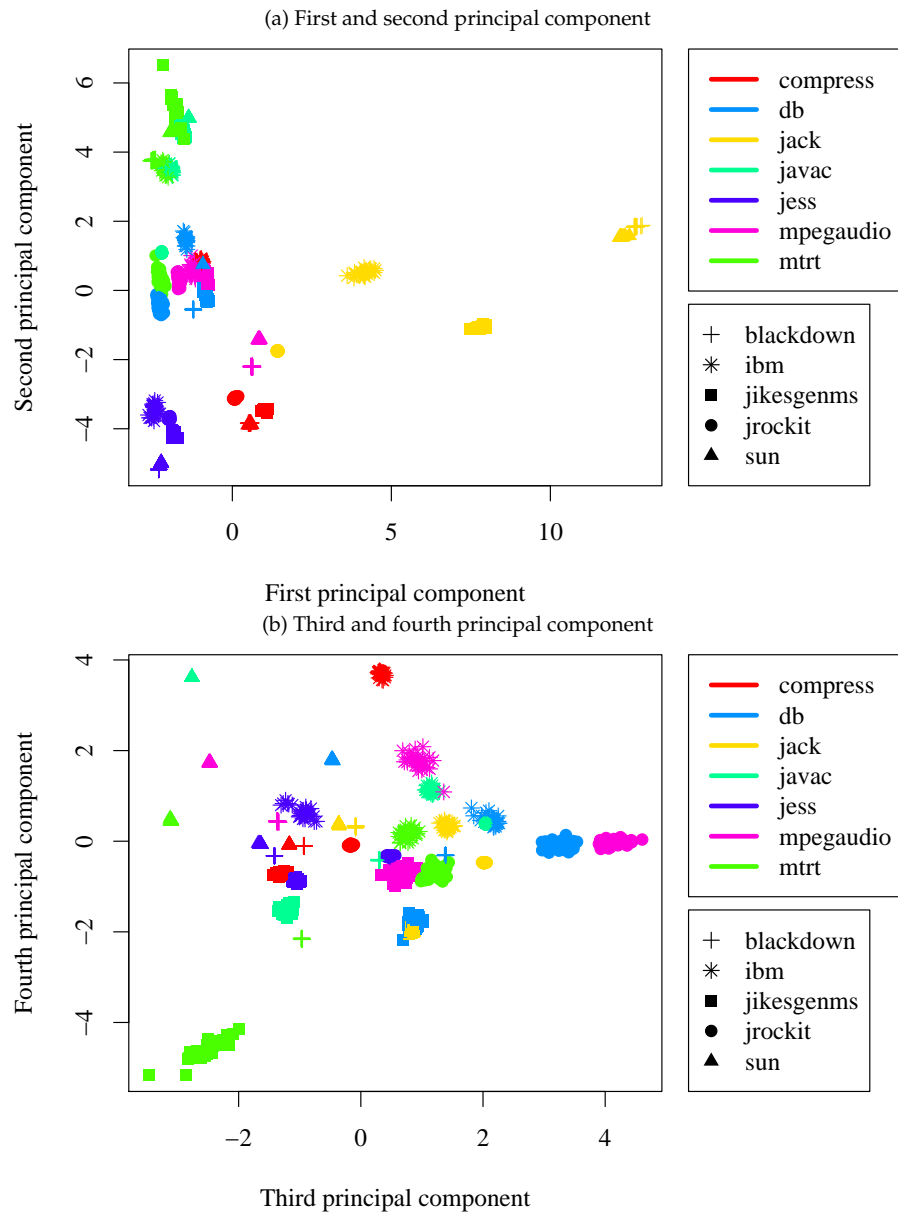 (a) First and second principal component
6
4
2
0
−2
−4
Second principal component
0
5
10
First principal component
compress
db
jack
javac
jess
mpegaudio
mtrt
blackdown
ibm
jikesgenms
jrockit
sun
(b) Third and fourth principal component
4
2
0
−2
−4
Fourth principal component
−2
0
2
4
Third principal component
compress
db
jack
javac
jess
mpegaudio
mtrt
blackdown
ibm
jikesgenms
jrockit
sun